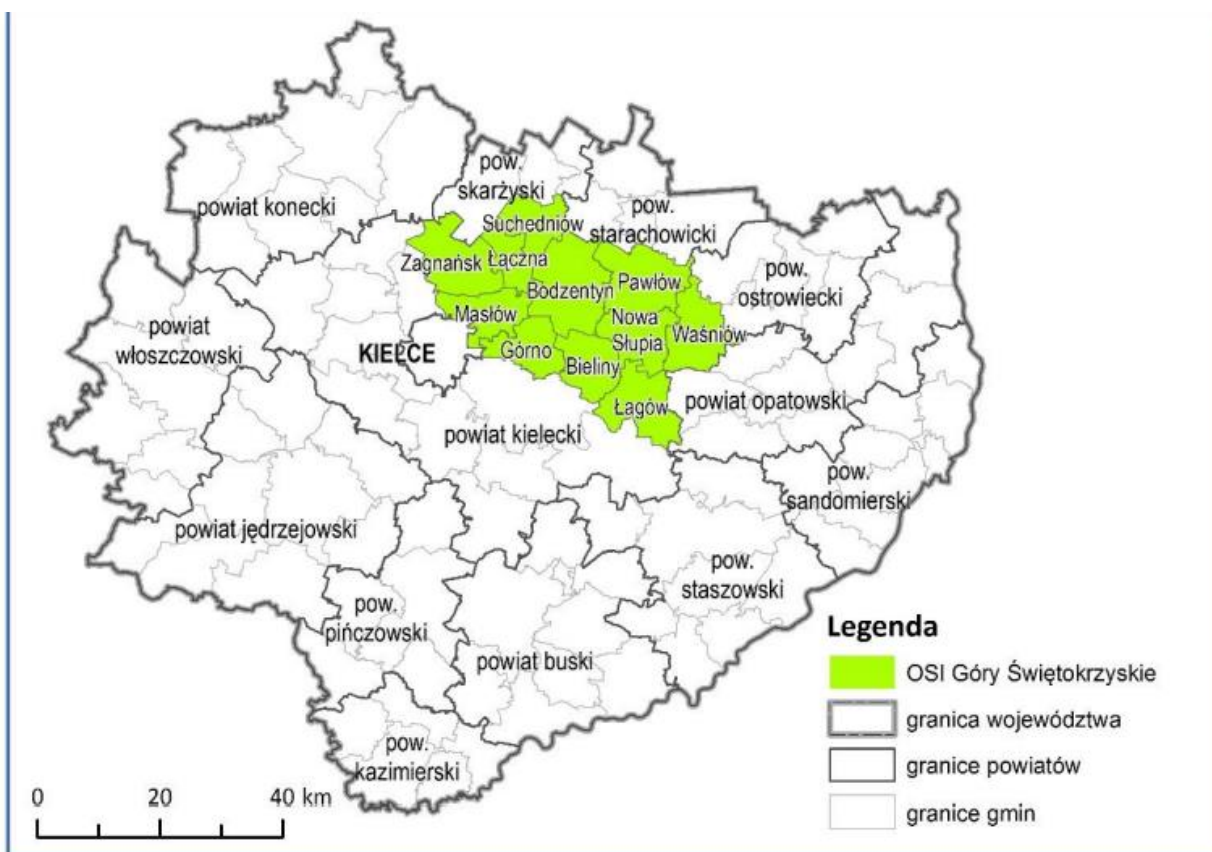 pow.
skarżyski
powiat konecki
Suchedniów
pow.
starachowicki
Zagnańsk
Łączna
Bodzentyn
Pawłów
pow.
ostrowiecki
Masłów
Nowa
Słupia
Waśniów
powiat
włoszczowski
KIELCE
Górno
Bieliny
Łagów
powiat opatowski
powiat kielecki
pow.
sandomierski
powiat jędrzejowski
pow.
staszowski
pow.
pińczowski
powiat buski
pow.
kazimierski
Legenda
OSI Góry Świętokrzyskie
granica województwa
granice powiatów
granice gmin
0 20 40 km